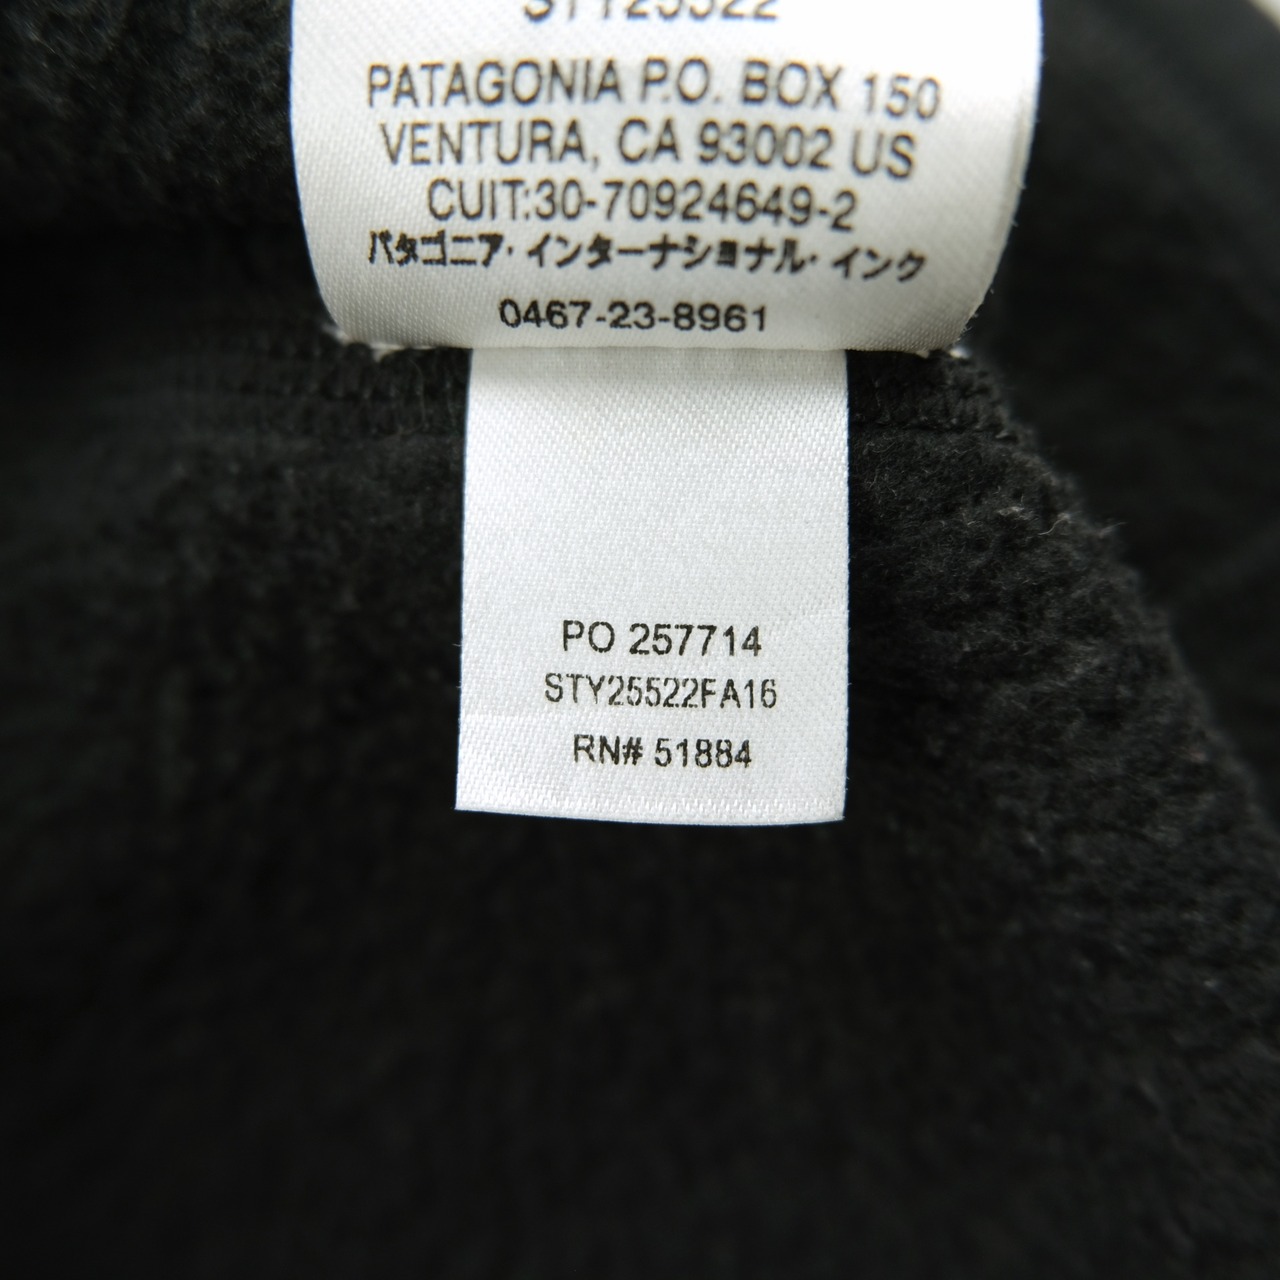 STY25522
PATAGONIA P.O. BOX 150
VENTURA, CA 93002 US
CUIT:30-70924649-2
パタゴニア・インターナショナル・インク
0467-23-8961
PO 257714
STY25522FA16
RN# 51884